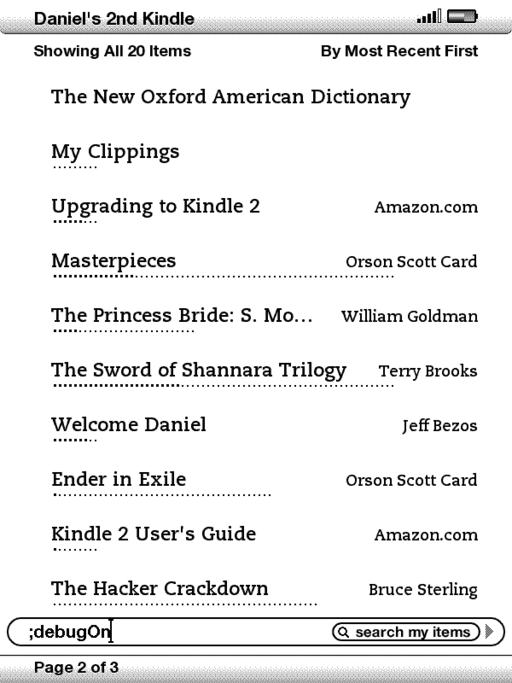 Daniel's 2nd Kindle
Showing All 20 Items By Most Recent First
The New Oxford American Dictionary
My Clippings
Upgrading to Kindle 2 Amazon.com
Masterpieces Orson Scott Card
The Princess Bride: S. Mo... William Goldman
The Sword of Shannara Trilogy Terry Brooks
Welcome Daniel Jeff Bezos
Ender in Exile Orson Scott Card
Kindle 2 User's Guide Amazon.com
The Hacker Crackdown Bruce Sterling
;debugOn search my items
Page 2 of 3